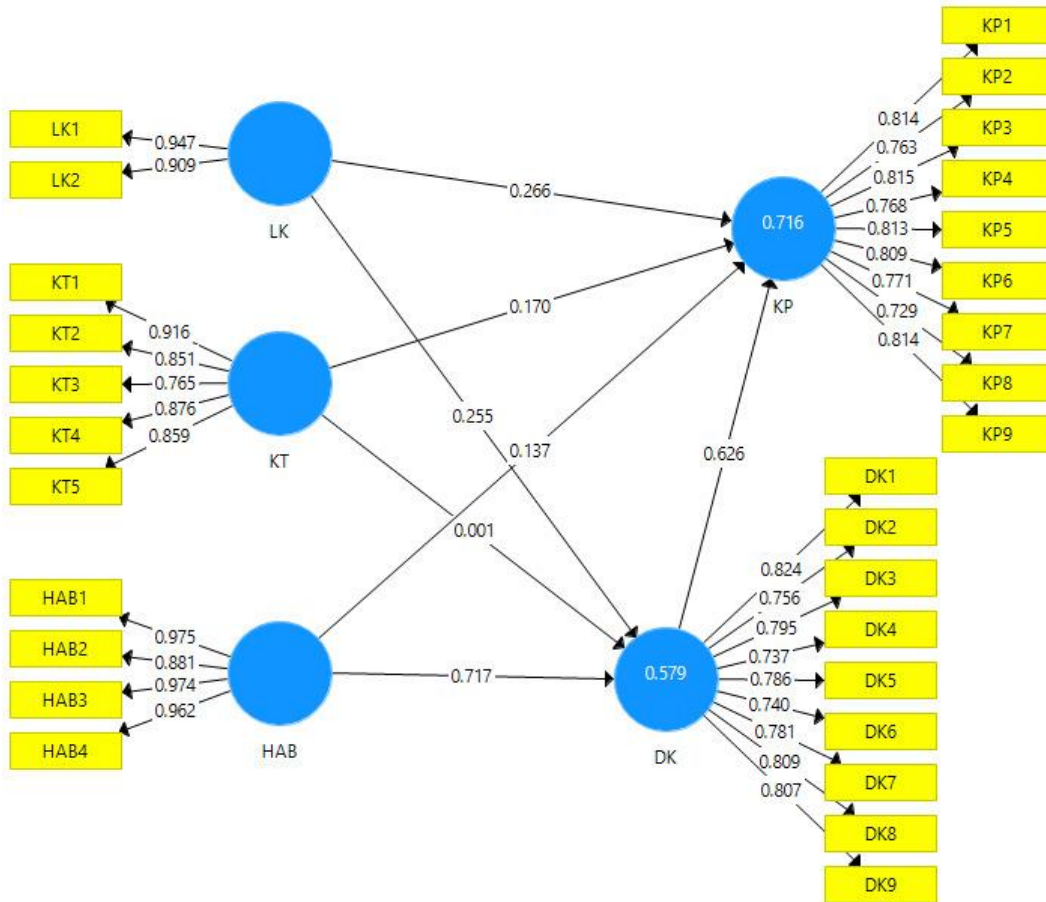 LK1
LK2
0.947
0.909
LK
KT1
KT2
KT3
KT4
KT5
0.916
0.851
0.765
0.876
0.859
KT
HAB1
HAB2
HAB3
HAB4
0.975
0.881
0.974
0.962
HAB
0.266
0.170
0.255
0.137
0.001
0.717
0.626
0.716
KP
0.814
0.763
0.815
0.768
0.813
0.809
0.771
0.729
0.814
KP1
KP2
KP3
KP4
KP5
KP6
KP7
KP8
KP9
0.579
DK
0.824
0.756
0.795
0.737
0.786
0.740
0.781
0.809
0.807
DK1
DK2
DK3
DK4
DK5
DK6
DK7
DK8
DK9